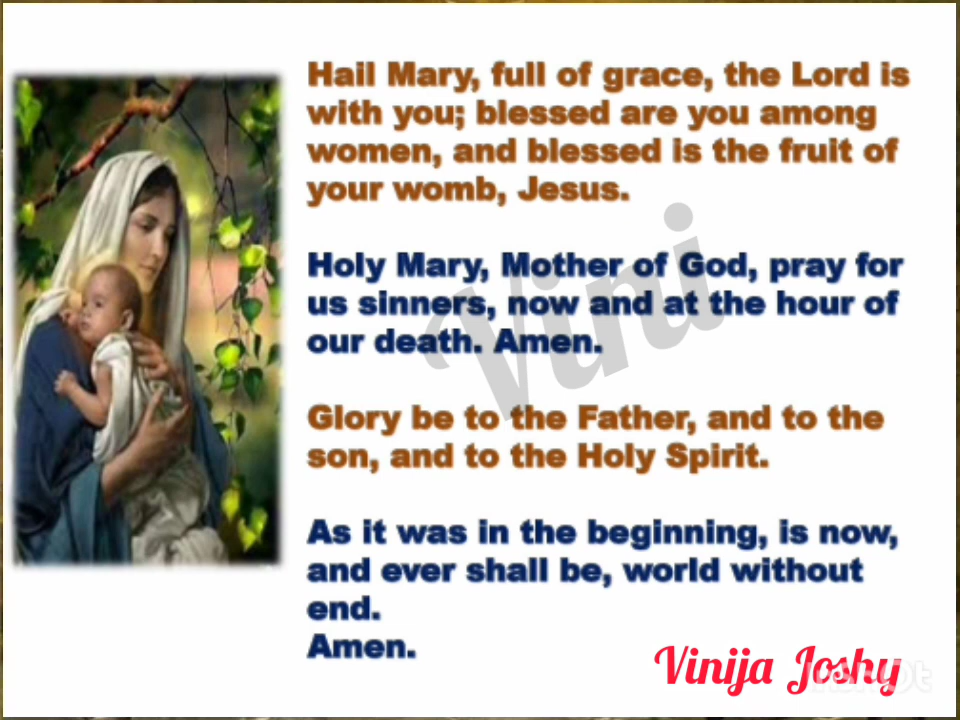 Hail Mary, full of grace, the Lord is
with you; blessed are you among
women, and blessed is the fruit of
your womb, Jesus.
Holy Mary, Mother of God, pray for
us sinners, now and at the hour of
our death. Amen.
Glory be to the Father, and to the
son, and to the Holy Spirit.
As it was in the beginning, is now,
and ever shall be, world without
end.
Amen.
Vini
Vinija Joshy